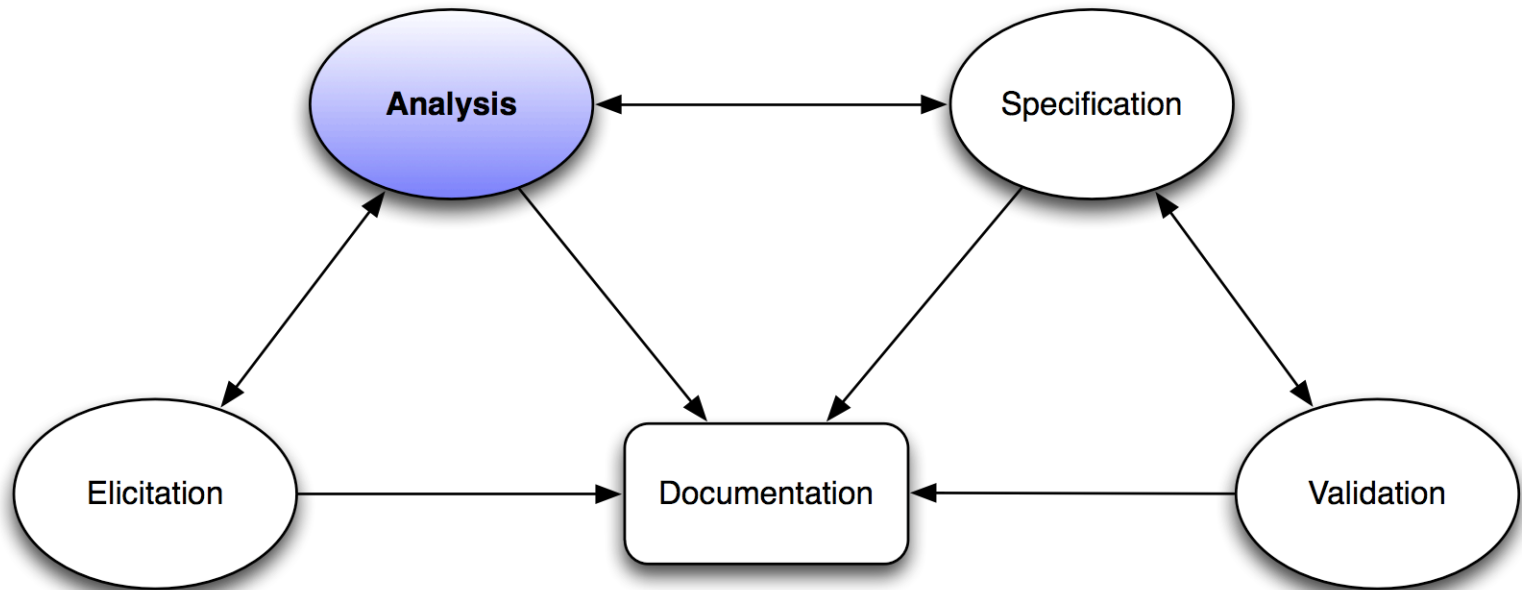 Analysis
Specification
Elicitation
Documentation
Validation